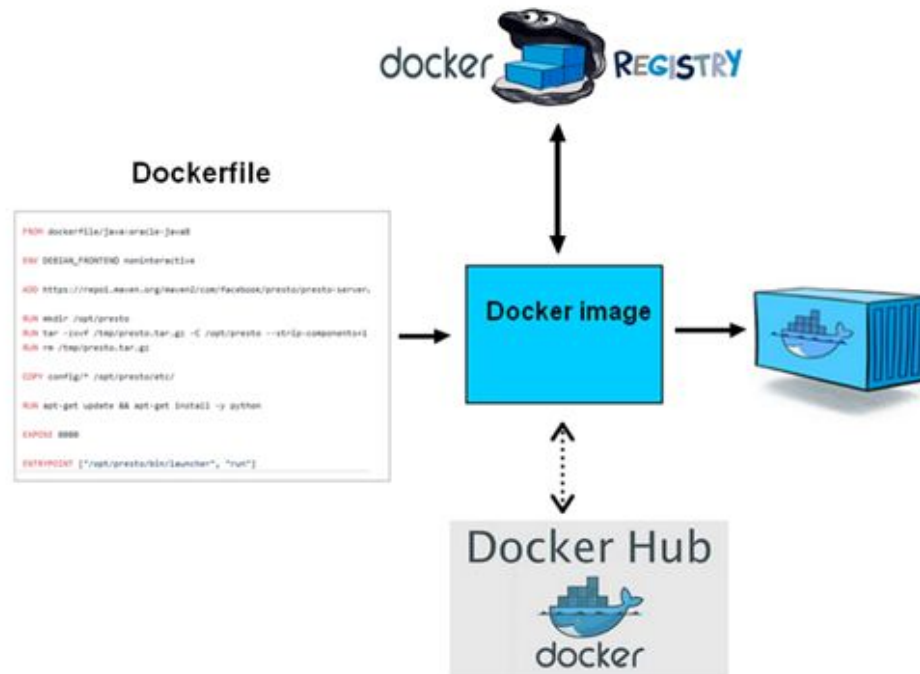 docker REGISTRY
Dockerfile
FROM dockerfile/java:oracle-java8
ENV DEBIAN_FRONTEND noninteractive
ADD https://repo1.maven.org/maven2/com/facebook/presto/presto-server/
RUN mkdir /opt/presto
RUN tar -zxvf /tmp/presto.tar.gz -C /opt/presto --strip-components=1
RUN rm /tmp/presto.tar.gz
COPY config/* /opt/presto/etc/
RUN apt-get update && apt-get install -y python
EXPOSE 8080
ENTRYPOINT ["/opt/presto/bin/launcher", "run"]
Docker image
Docker Hub
docker